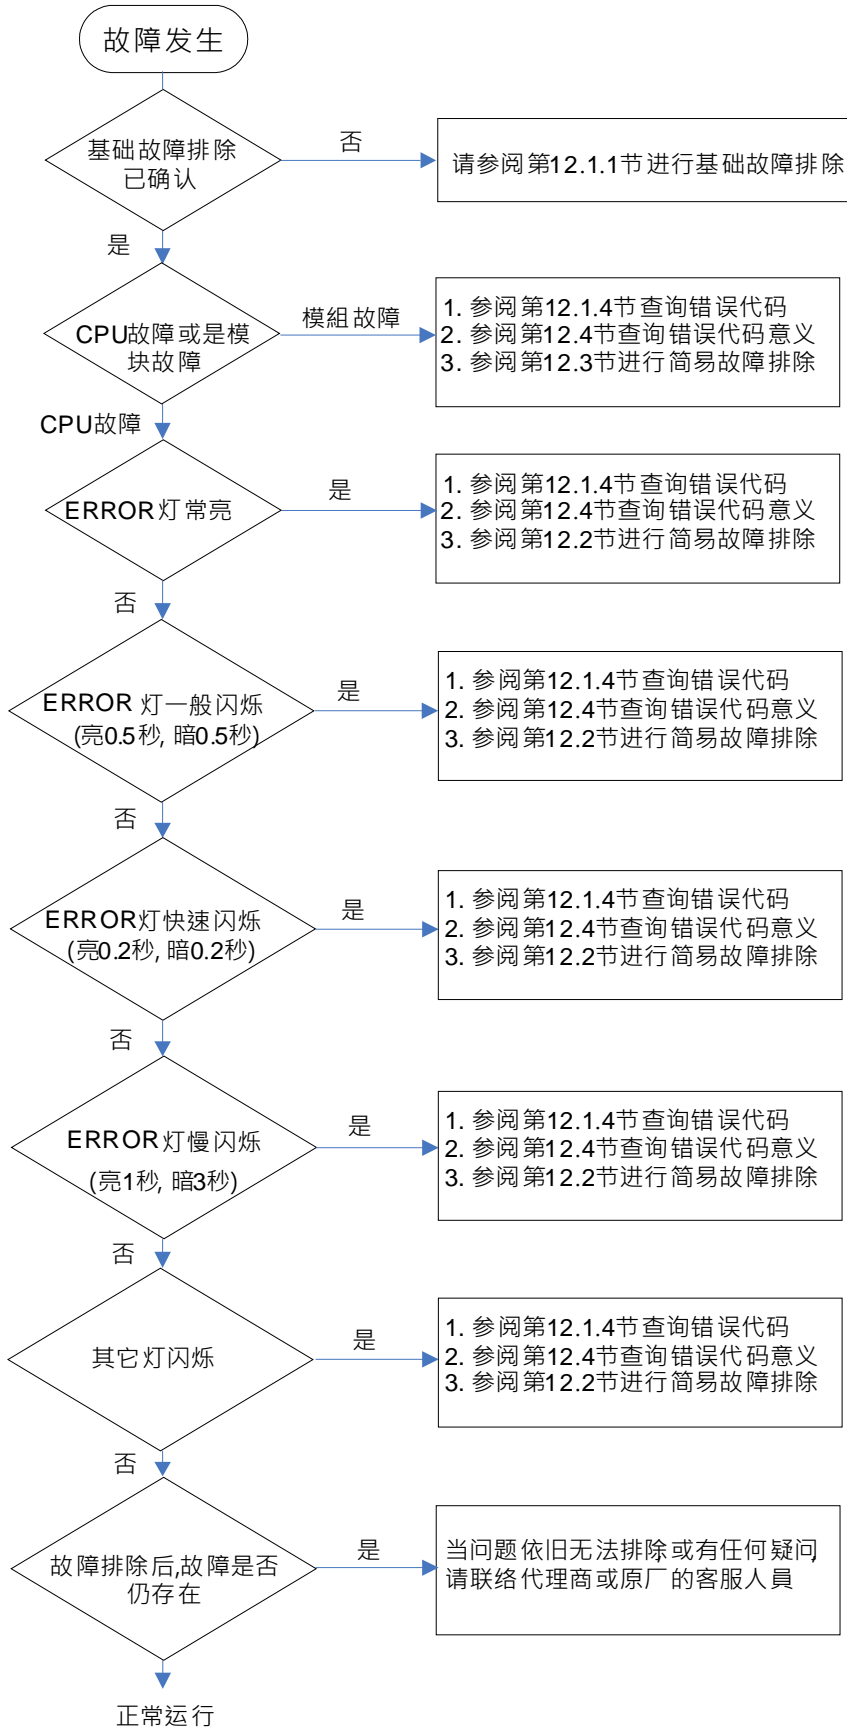 故障发生
基础故障排除
已确认
否
请参阅第12.1.1节进行基础故障排除
是
CPU故障或是模
块故障
模組故障
1. 参阅第12.1.4节查询错误代码
2. 参阅第12.4节查询错误代码意义
3. 参阅第12.3节进行简易故障排除
CPU故障
ERROR灯常亮
是
1. 参阅第12.1.4节查询错误代码
2. 参阅第12.4节查询错误代码意义
3. 参阅第12.2节进行简易故障排除
否
ERROR 灯一般闪烁
(亮0.5秒, 暗0.5秒)
是
1. 参阅第12.1.4节查询错误代码
2. 参阅第12.4节查询错误代码意义
3. 参阅第12.2节进行简易故障排除
否
ERROR灯快速闪烁
(亮0.2秒, 暗0.2秒)
是
1. 参阅第12.1.4节查询错误代码
2. 参阅第12.4节查询错误代码意义
3. 参阅第12.2节进行简易故障排除
否
ERROR灯慢闪烁
(亮1秒, 暗3秒)
是
1. 参阅第12.1.4节查询错误代码
2. 参阅第12.4节查询错误代码意义
3. 参阅第12.2节进行简易故障排除
否
其它灯闪烁
是
1. 参阅第12.1.4节查询错误代码
2. 参阅第12.4节查询错误代码意义
3. 参阅第12.2节进行简易故障排除
否
故障排除后,故障是否
仍存在
是
当问题依旧无法排除或有任何疑问,
请联络代理商或原厂的客服人員
正常运行